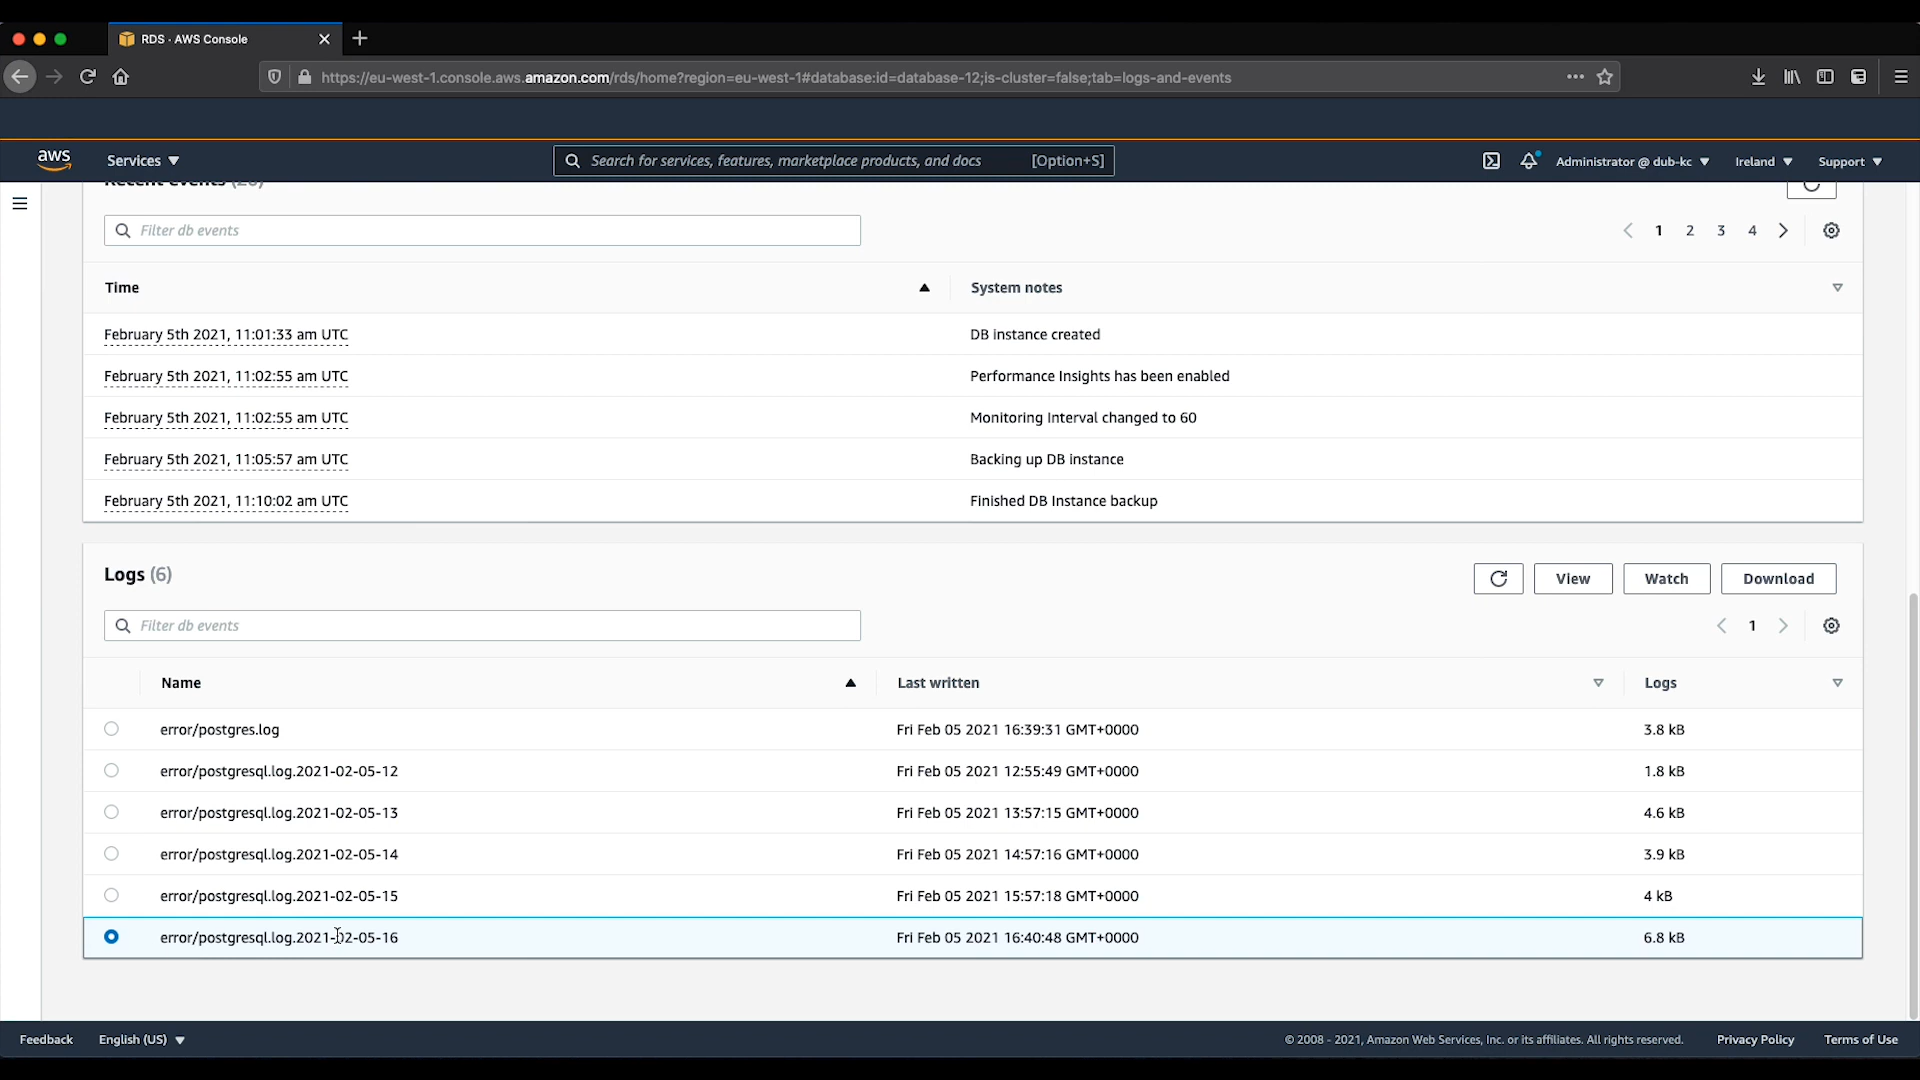 RDS · AWS Console
https://eu-west-1.console.aws.amazon.com/rds/home?region=eu-west-1#database:id=database-12;is-cluster=false;tab=logs-and-events
aws Services Search for services, features, marketplace products, and docs [Option+S] Administrator @ dub-kc Ireland Support
Recent events (20)
Filter db events 1 2 3 4
Time System notes
February 5th 2021, 11:01:33 am UTC DB instance created
February 5th 2021, 11:02:55 am UTC Performance Insights has been enabled
February 5th 2021, 11:02:55 am UTC Monitoring Interval changed to 60
February 5th 2021, 11:05:57 am UTC Backing up DB instance
February 5th 2021, 11:10:02 am UTC Finished DB Instance backup
Logs (6) View Watch Download
Filter db events 1
Name Last written Logs
error/postgres.log Fri Feb 05 2021 16:39:31 GMT+0000 3.8 kB
error/postgresql.log.2021-02-05-12 Fri Feb 05 2021 12:55:49 GMT+0000 1.8 kB
error/postgresql.log.2021-02-05-13 Fri Feb 05 2021 13:57:15 GMT+0000 4.6 kB
error/postgresql.log.2021-02-05-14 Fri Feb 05 2021 14:57:16 GMT+0000 3.9 kB
error/postgresql.log.2021-02-05-15 Fri Feb 05 2021 15:57:18 GMT+0000 4 kB
error/postgresql.log.2021-02-05-16 Fri Feb 05 2021 16:40:48 GMT+0000 6.8 kB
Feedback English (US) © 2008 - 2021, Amazon Web Services, Inc. or its affiliates. All rights reserved. Privacy Policy Terms of Use